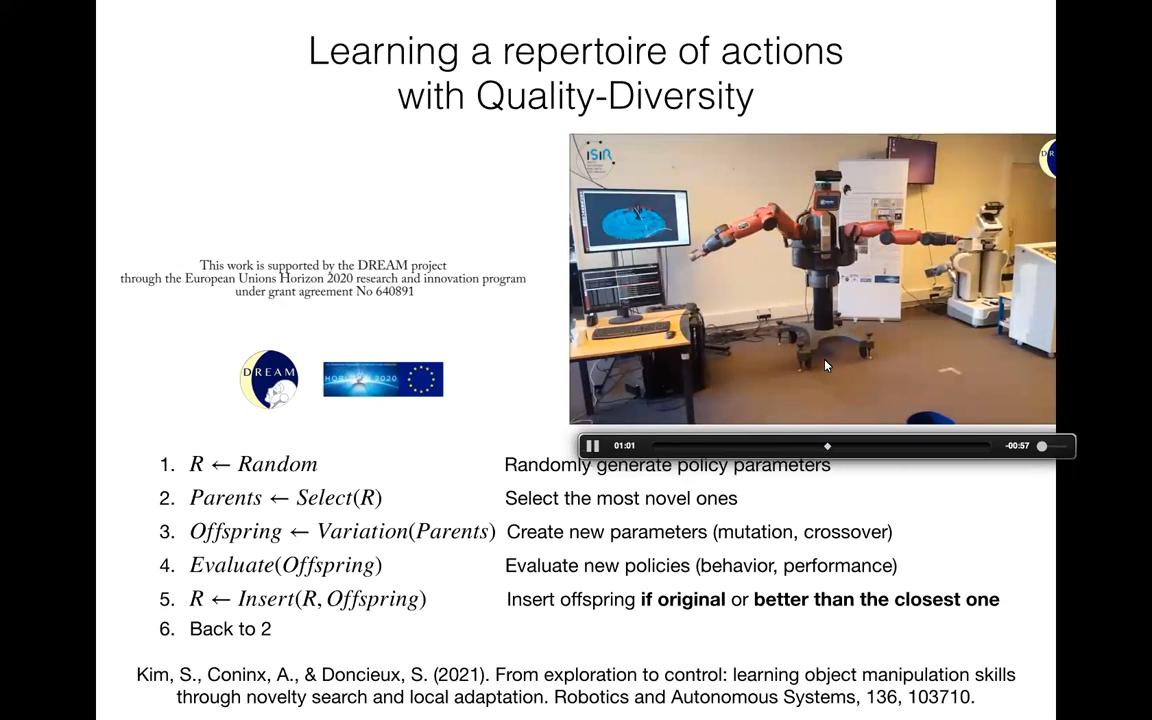 Learning a repertoire of actions
with Quality-Diversity
ISIR
DR
This work is supported by the DREAM project
through the European Unions Horizon 2020 research and innovation program
under grant agreement No 640891
DREAM
HORIZON 2020
01:01
-00:57
1. R ← Random Randomly generate policy parameters
2. Parents ← Select(R) Select the most novel ones
3. Offspring ← Variation(Parents) Create new parameters (mutation, crossover)
4. Evaluate(Offspring) Evaluate new policies (behavior, performance)
5. R ← Insert(R, Offspring) Insert offspring if original or better than the closest one
6. Back to 2
Kim, S., Coninx, A., & Doncieux, S. (2021). From exploration to control: learning object manipulation skills
through novelty search and local adaptation. Robotics and Autonomous Systems, 136, 103710.